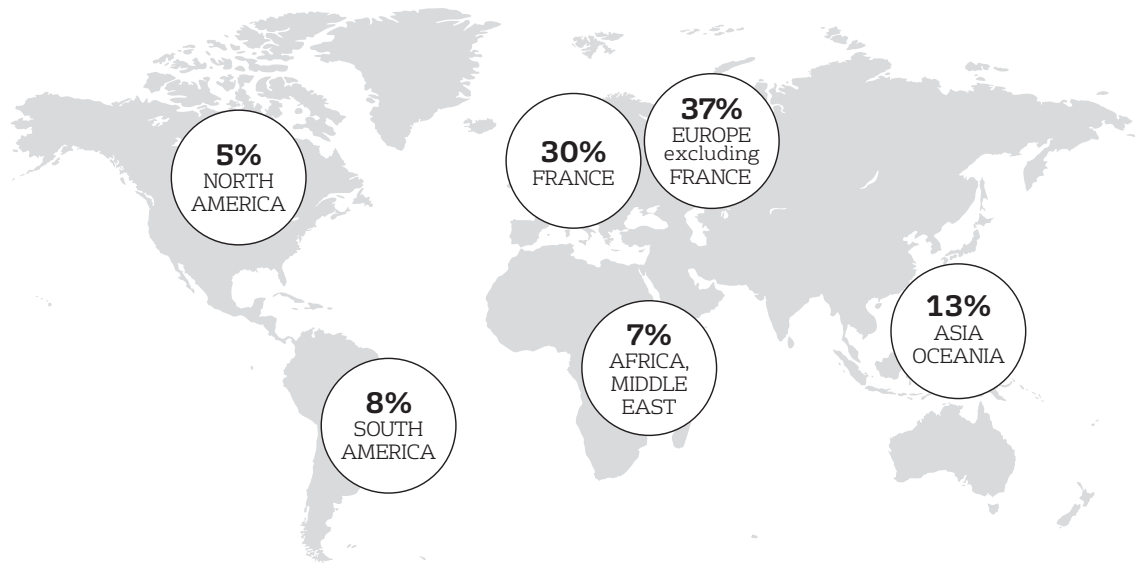 5%
NORTH
AMERICA
30%
FRANCE
37%
EUROPE
excluding
FRANCE
8%
SOUTH
AMERICA
7%
AFRICA,
MIDDLE
EAST
13%
ASIA
OCEANIA